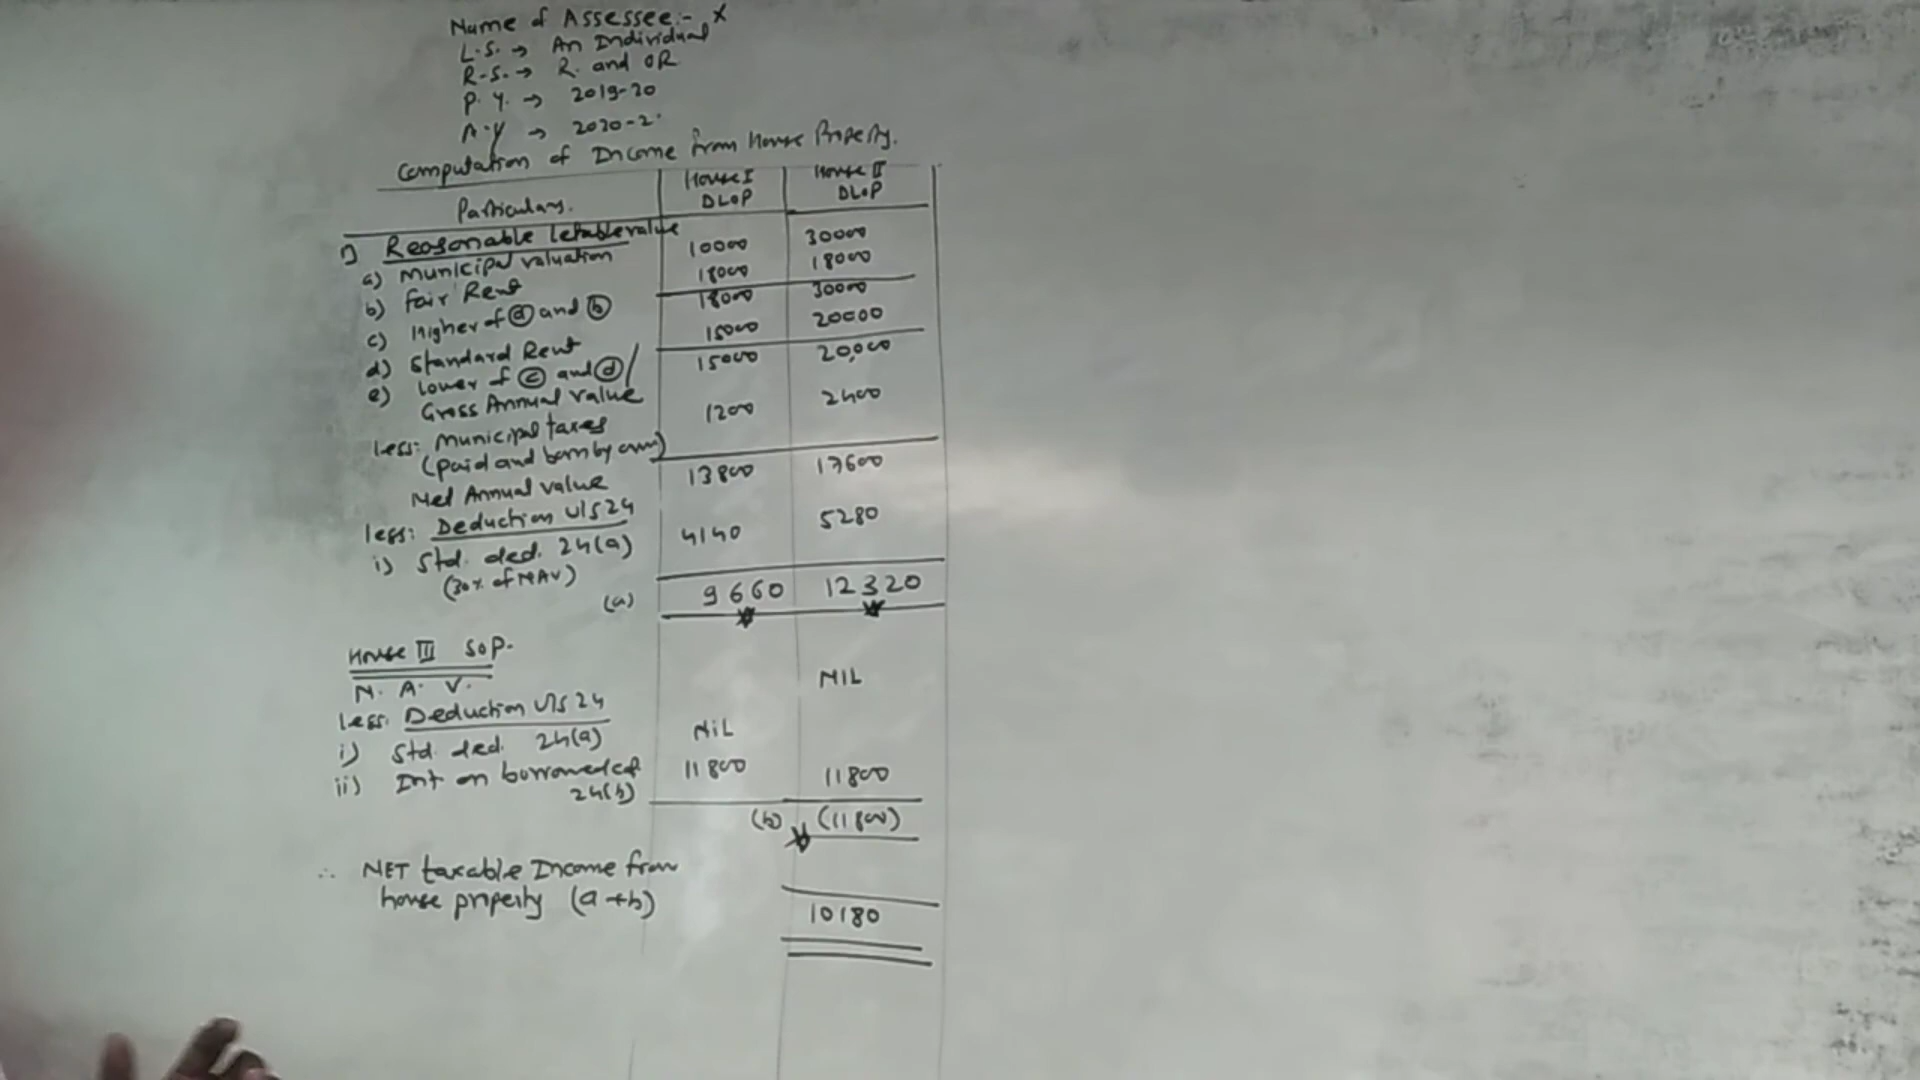 Name of Assessee:- X
L.S. → An Individual
R.S. → R. and OR
P.Y. → 2019-20
A.Y → 2020-2
Computation of Income from House Property.
Particulars. House I DLOP House II DLOP
1) Reasonable letable value
a) Municipal valuation 10000 30000
b) Fair Rent 18000 18000
c) Higher of ⓐ and ⓑ 18000 30000
d) Standard Rent 15000 20000
e) Lower of ⓒ and ⓓ / 15000 20,000
Gross Annual Value
less: Municipal taxes 1200 2400
(paid and born by own)
Net Annual Value 13800 17600
less: Deduction U/S 24
i) Std. ded. 24(a) 4140 5280
(30% of NAV)
(a) 9660 12320
House III SOP.
N. A. V. NIL
less: Deduction U/S 24
i) Std. ded. 24(a) NIL
ii) Int on borrowed cap 11800 11800
24(b)
(b) (11800)
∴ NET taxable Income from
house property (a+b) 10180